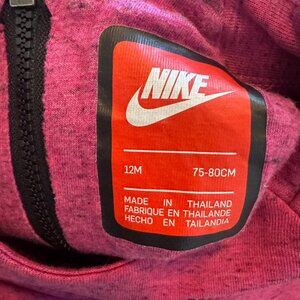 NIKE
12M 75-80CM
MADE IN THAILAND
FABRIQUE EN THAILANDE
HECHO EN TAILANDIA